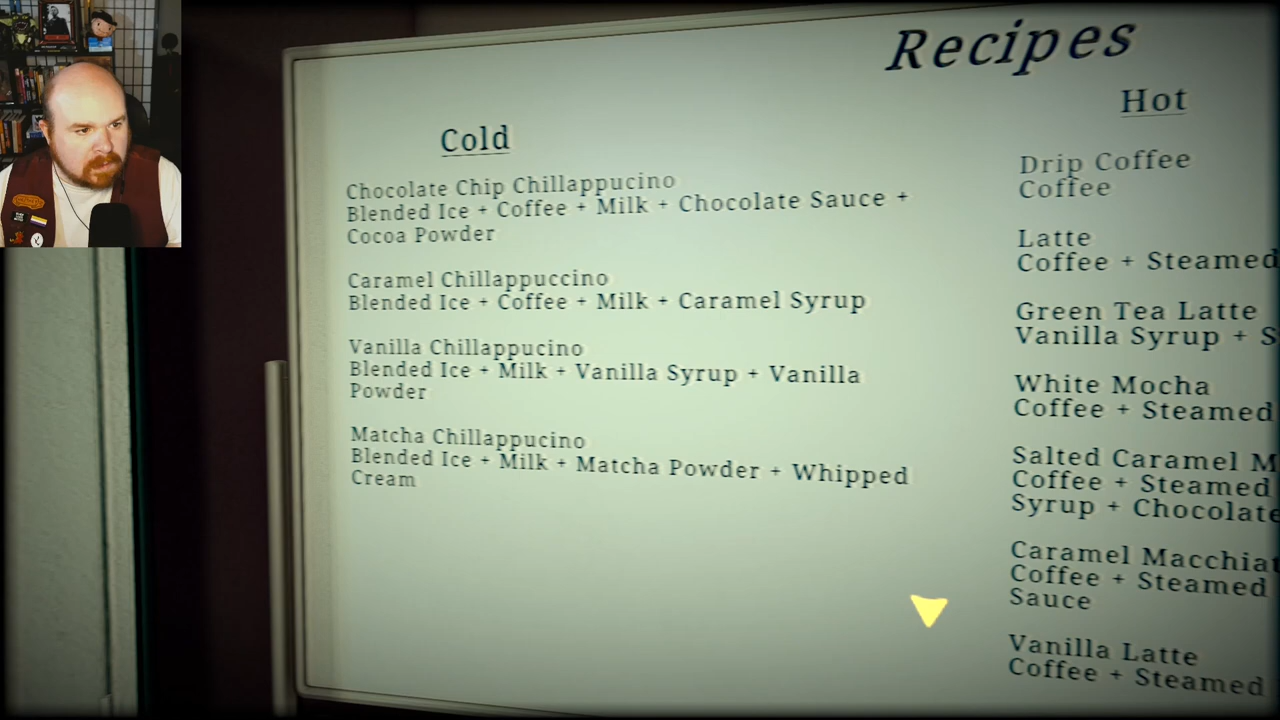 Recipes
Cold
Chocolate Chip Chillappucino
Blended Ice + Coffee + Milk + Chocolate Sauce +
Cocoa Powder
Caramel Chillappuccino
Blended Ice + Coffee + Milk + Caramel Syrup
Vanilla Chillappucino
Blended Ice + Milk + Vanilla Syrup + Vanilla
Powder
Matcha Chillappucino
Blended Ice + Milk + Matcha Powder + Whipped
Cream
Hot
Drip Coffee
Coffee
Latte
Coffee + Steamed
Green Tea Latte
Vanilla Syrup + S
White Mocha
Coffee + Steamed
Salted Caramel M
Coffee + Steamed
Syrup + Chocolate
Caramel Macchiat
Coffee + Steamed
Sauce
Vanilla Latte
Coffee + Steamed